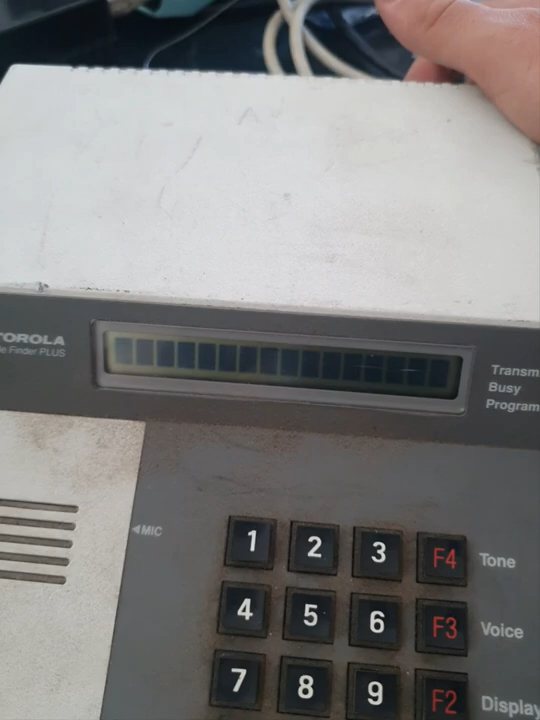 TOROLA
le Finder PLUS
Transm
Busy
Program
MIC
1 2 3 F4 Tone
4 5 6 F3 Voice
7 8 9 F2 Display